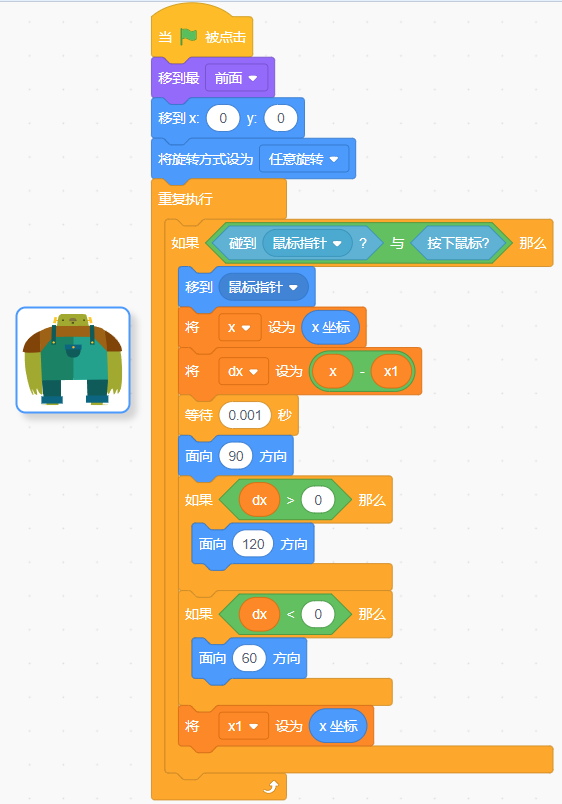 当 被点击
移到最 前面
移到 x: 0 y: 0
将旋转方式设为 任意旋转
重复执行
如果 碰到 鼠标指针 ? 与 按下鼠标? 那么
移到 鼠标指针
将 x 设为 x 坐标
将 dx 设为 x - x1
等待 0.001 秒
面向 90 方向
如果 dx > 0 那么
面向 120 方向
如果 dx < 0 那么
面向 60 方向
将 x1 设为 x 坐标